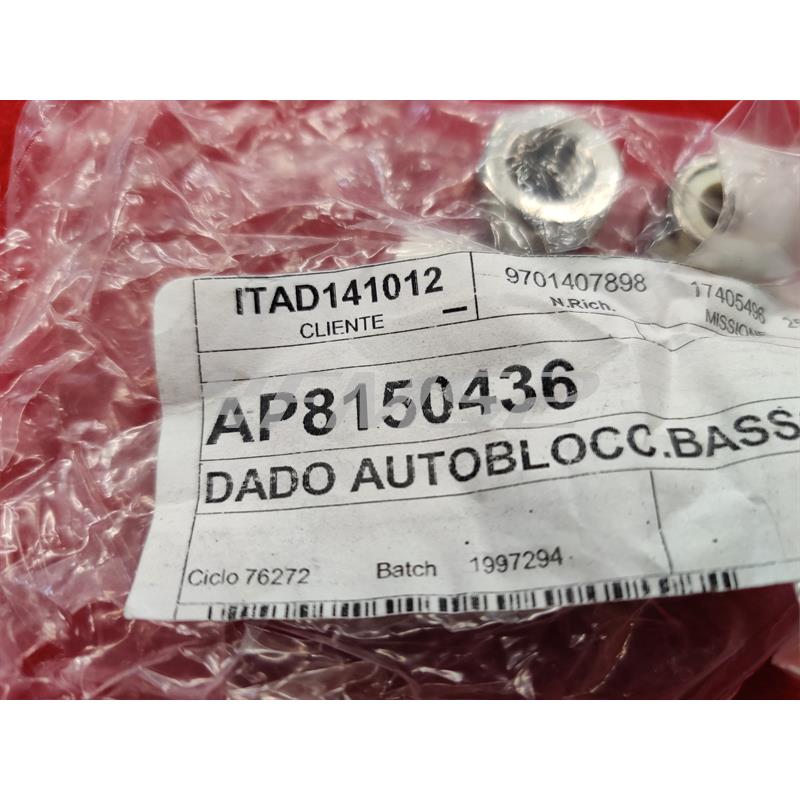 ITAD141012
CLIENTE
9701407898
N.Rich.
17405496
AP8150436
DADO AUTOBLOCC.BASS
Ciclo 76272 Batch 1997294